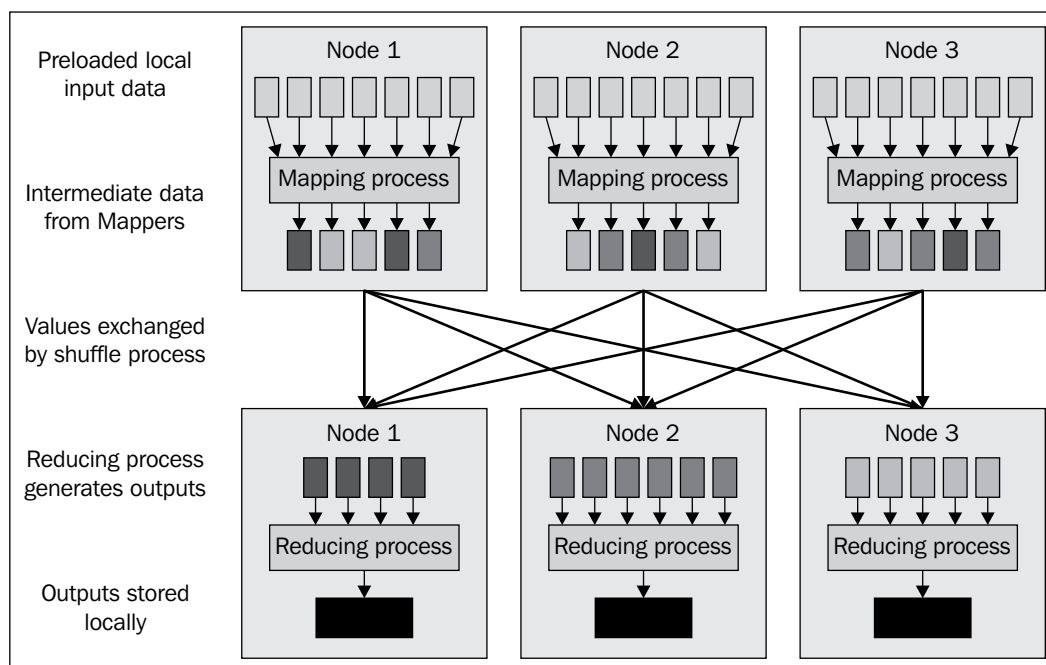 Node 1
Node 2
Node 3
Preloaded local
input data
Mapping process
Mapping process
Mapping process
Intermediate data
from Mappers
Values exchanged
by shuffle process
Node 1
Node 2
Node 3
Reducing process
generates outputs
Reducing process
Reducing process
Reducing process
Outputs stored
locally